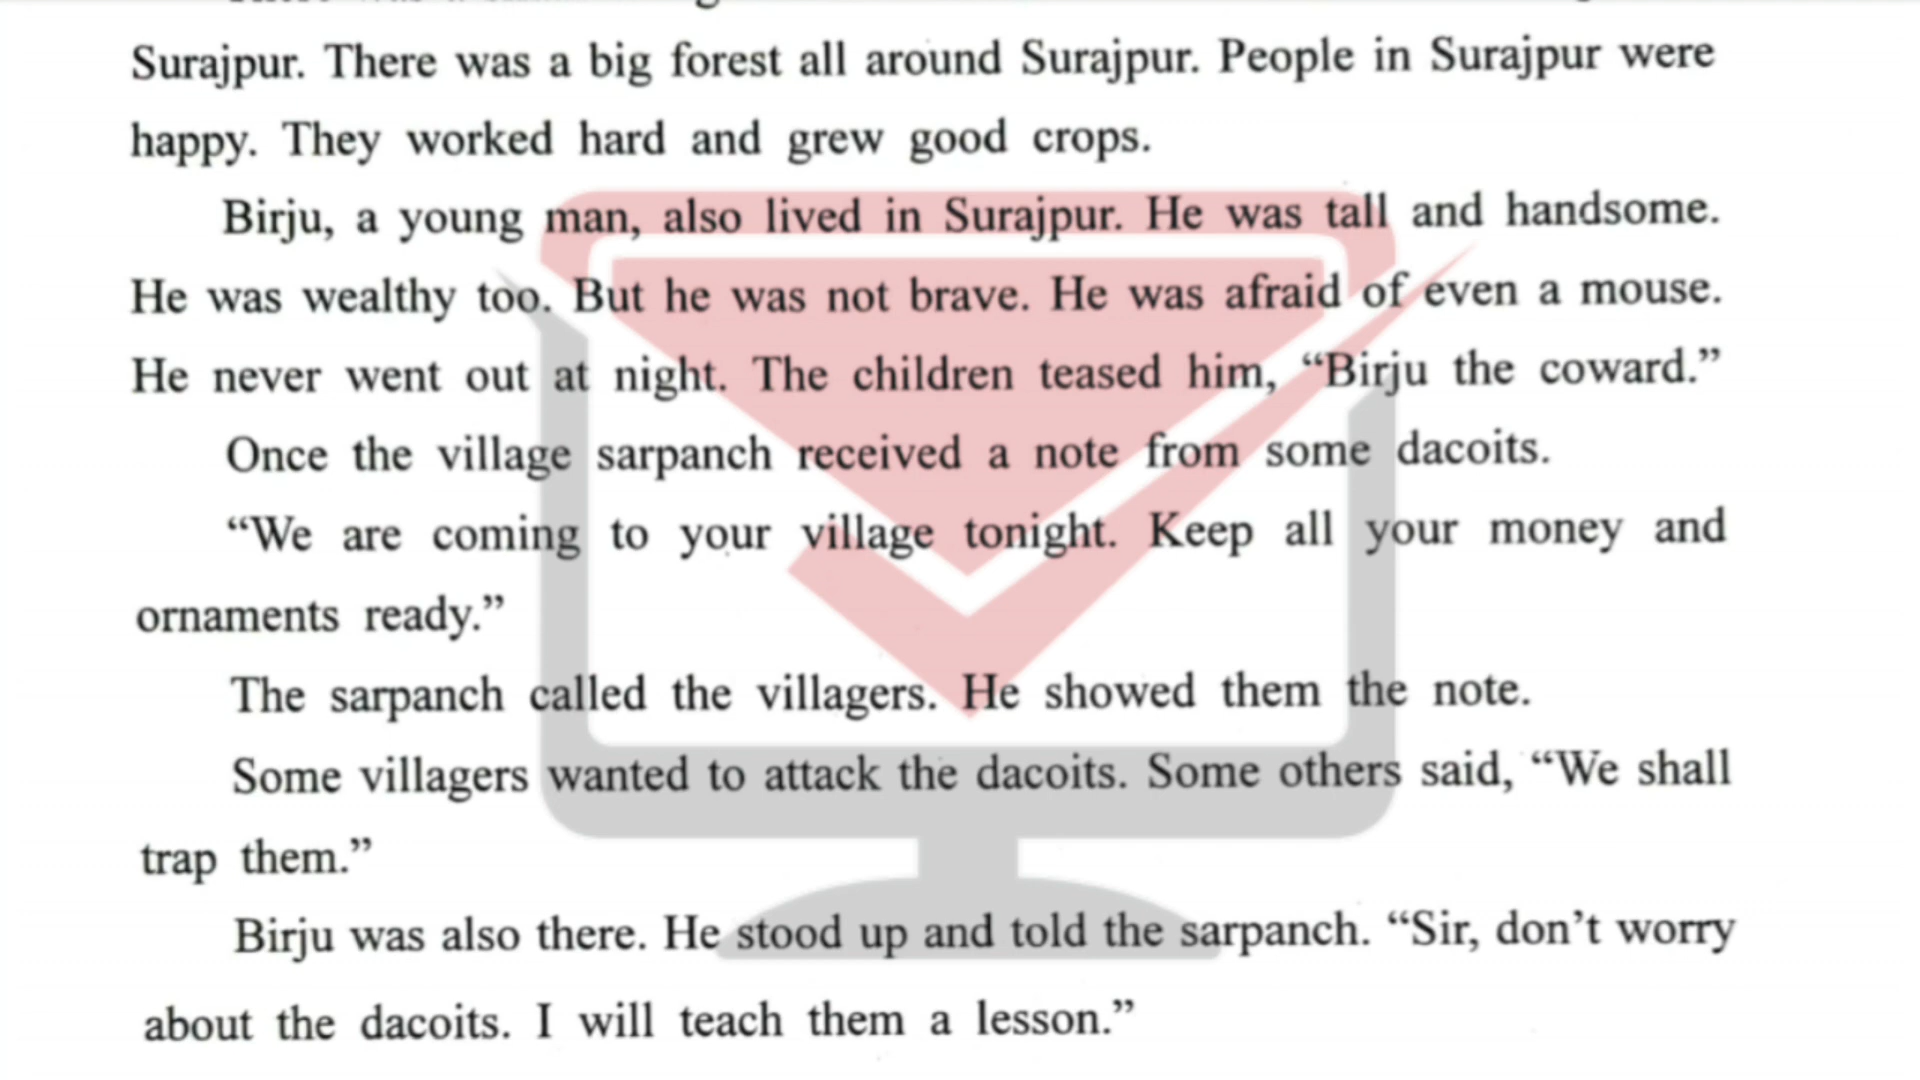 Surajpur. There was a big forest all around Surajpur. People in Surajpur were
happy. They worked hard and grew good crops.
Birju, a young man, also lived in Surajpur. He was tall and handsome.
He was wealthy too. But he was not brave. He was afraid of even a mouse.
He never went out at night. The children teased him, “Birju the coward.”
Once the village sarpanch received a note from some dacoits.
“We are coming to your village tonight. Keep all your money and
ornaments ready.”
The sarpanch called the villagers. He showed them the note.
Some villagers wanted to attack the dacoits. Some others said, “We shall
trap them.”
Birju was also there. He stood up and told the sarpanch. “Sir, don’t worry
about the dacoits. I will teach them a lesson.”